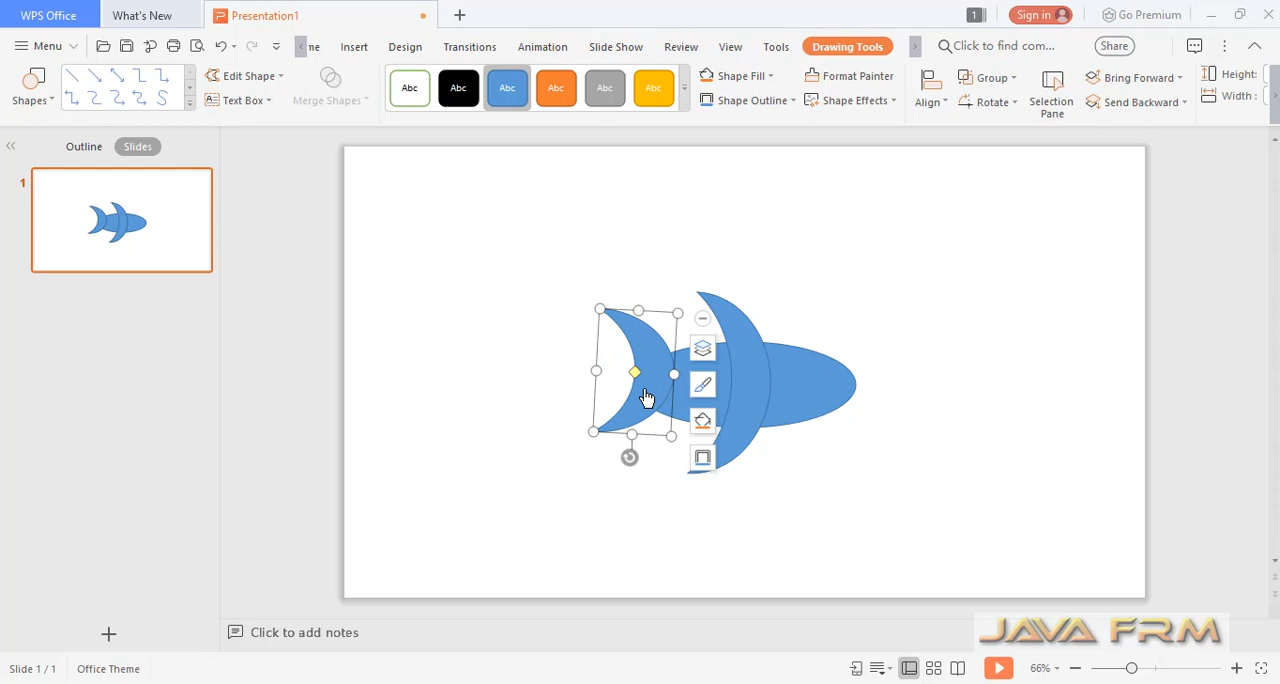 WPS Office What's New Presentation1 1 Sign in Go Premium
Menu me Insert Design Transitions Animation Slide Show Review View Tools Drawing Tools Click to find com... Share
Shapes Edit Shape Text Box Merge Shapes Abc Abc Abc Abc Abc Abc Shape Fill Shape Outline Format Painter Shape Effects Align Group Rotate Selection Pane Bring Forward Send Backward Height: Width:
Outline Slides
1
Click to add notes
JAVA FRM
Slide 1 / 1 Office Theme 66%